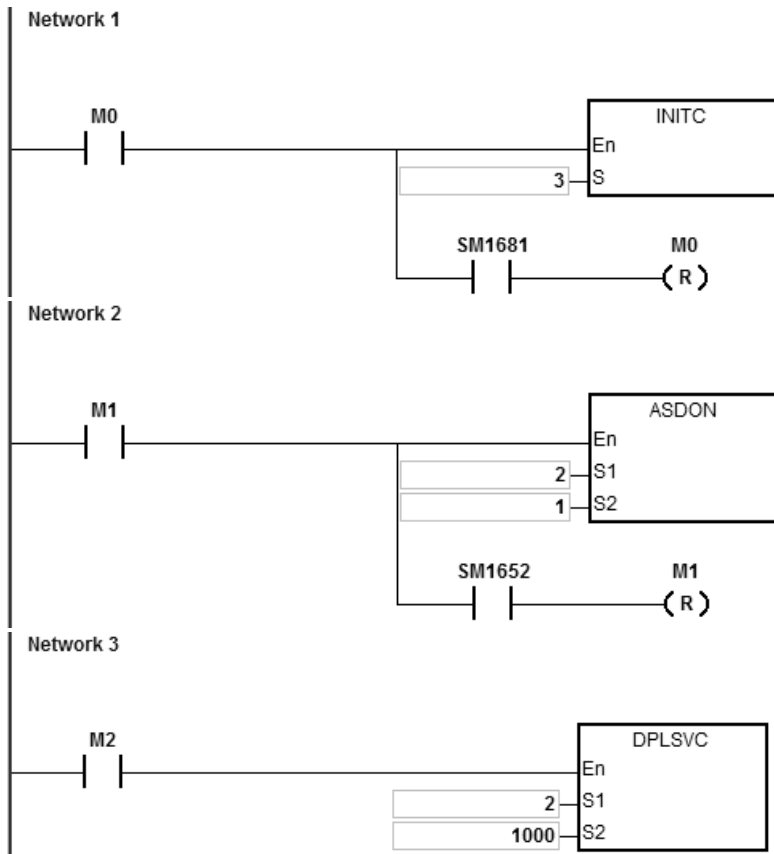 Network 1
M0
INITC
En
3 S
SM1681 M0
( R )
Network 2
M1
ASDON
En
2 S1
1 S2
SM1652 M1
( R )
Network 3
M2
DPLSVC
En
2 S1
1000 S2